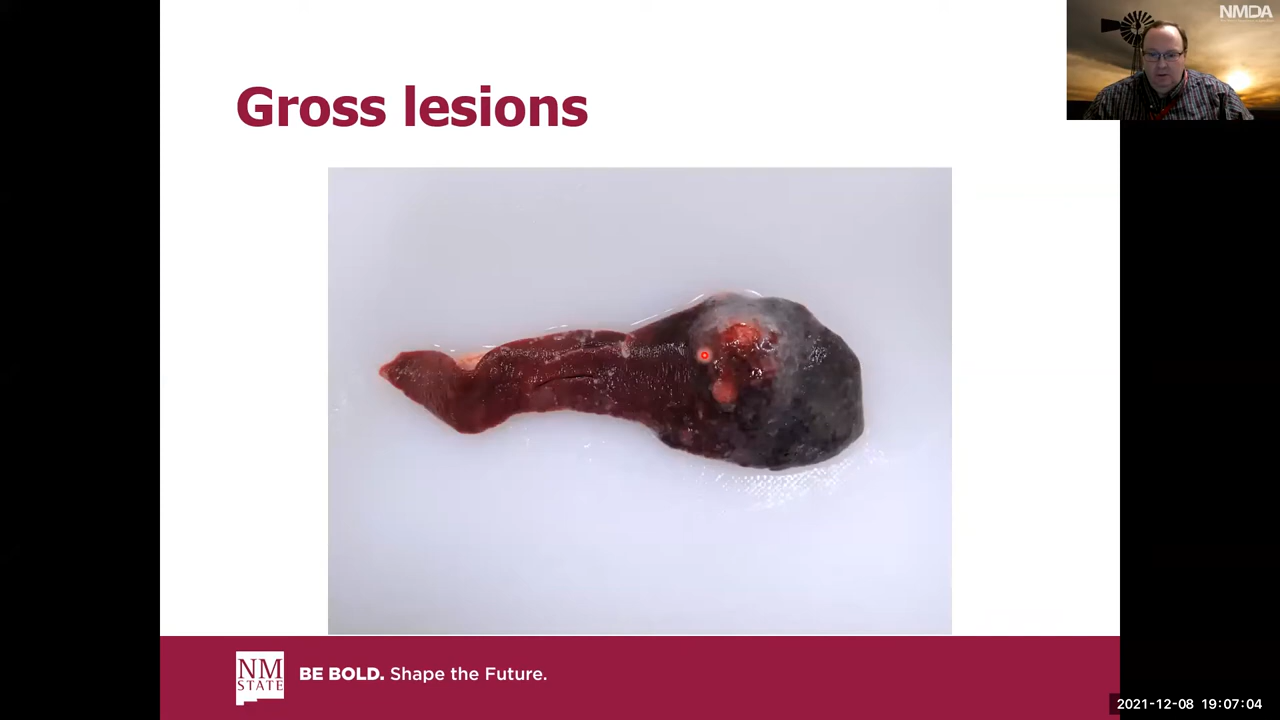 NMDA
Gross lesions
NM
STATE
BE BOLD. Shape the Future.
2021-12-08 19:07:04